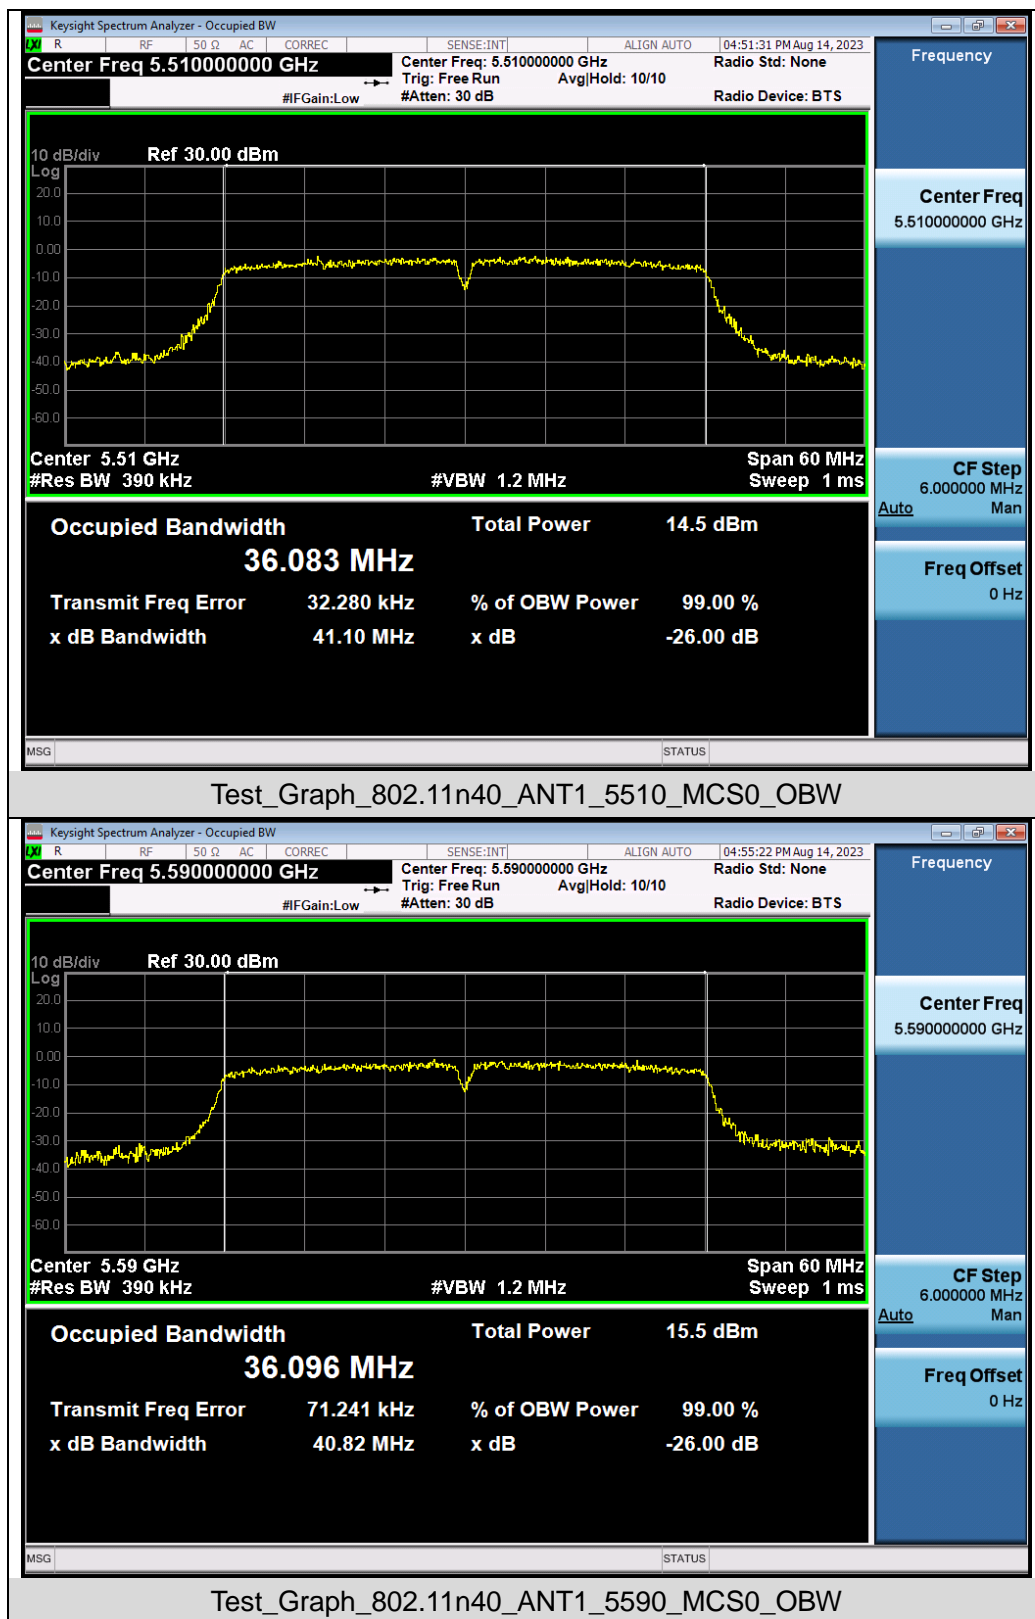 Keysight Spectrum Analyzer - Occupied BW
LXI R RF 50 Ω AC CORREC SENSE:INT ALIGN AUTO 04:51:31 PM Aug 14, 2023
Center Freq 5.510000000 GHz
Center Freq: 5.510000000 GHz
Radio Std: None
Trig: Free Run Avg|Hold: 10/10
#IFGain:Low
#Atten: 30 dB
Radio Device: BTS
Frequency
10 dB/div Ref 30.00 dBm
Log
20.0
10.0
0.00
-10.0
-20.0
-30.0
-40.0
-50.0
-60.0
Center Freq
5.510000000 GHz
Center 5.51 GHz Span 60 MHz
#Res BW 390 kHz #VBW 1.2 MHz Sweep 1 ms
CF Step
6.000000 MHz
Auto Man
Freq Offset
0 Hz
Occupied Bandwidth Total Power 14.5 dBm
36.083 MHz
Transmit Freq Error 32.280 kHz % of OBW Power 99.00 %
x dB Bandwidth 41.10 MHz x dB -26.00 dB
MSG STATUS
Test_Graph_802.11n40_ANT1_5510_MCS0_OBW
Keysight Spectrum Analyzer - Occupied BW
LXI R RF 50 Ω AC CORREC SENSE:INT ALIGN AUTO 04:55:22 PM Aug 14, 2023
Center Freq 5.590000000 GHz
Center Freq: 5.590000000 GHz
Radio Std: None
Trig: Free Run Avg|Hold: 10/10
#IFGain:Low
#Atten: 30 dB
Radio Device: BTS
Frequency
10 dB/div Ref 30.00 dBm
Log
20.0
10.0
0.00
-10.0
-20.0
-30.0
-40.0
-50.0
-60.0
Center Freq
5.590000000 GHz
Center 5.59 GHz Span 60 MHz
#Res BW 390 kHz #VBW 1.2 MHz Sweep 1 ms
CF Step
6.000000 MHz
Auto Man
Freq Offset
0 Hz
Occupied Bandwidth Total Power 15.5 dBm
36.096 MHz
Transmit Freq Error 71.241 kHz % of OBW Power 99.00 %
x dB Bandwidth 40.82 MHz x dB -26.00 dB
MSG STATUS
Test_Graph_802.11n40_ANT1_5590_MCS0_OBW